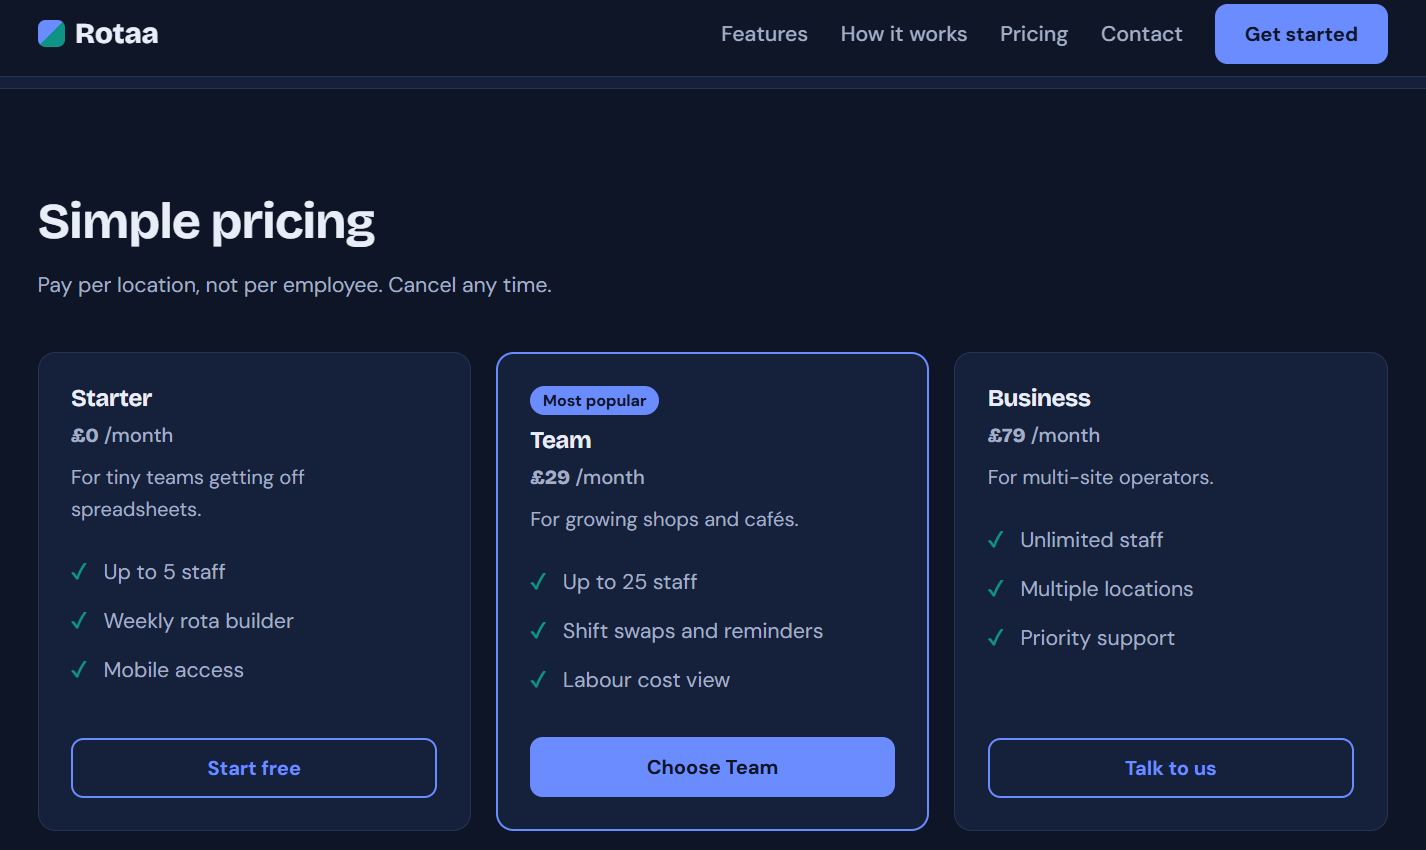 Rotaa
Features
How it works
Pricing
Contact
Get started
Simple pricing
Pay per location, not per employee. Cancel any time.
Starter
£0 /month
For tiny teams getting off
spreadsheets.
✓ Up to 5 staff
✓ Weekly rota builder
✓ Mobile access
Start free
Most popular
Team
£29 /month
For growing shops and cafés.
✓ Up to 25 staff
✓ Shift swaps and reminders
✓ Labour cost view
Choose Team
Business
£79 /month
For multi-site operators.
✓ Unlimited staff
✓ Multiple locations
✓ Priority support
Talk to us